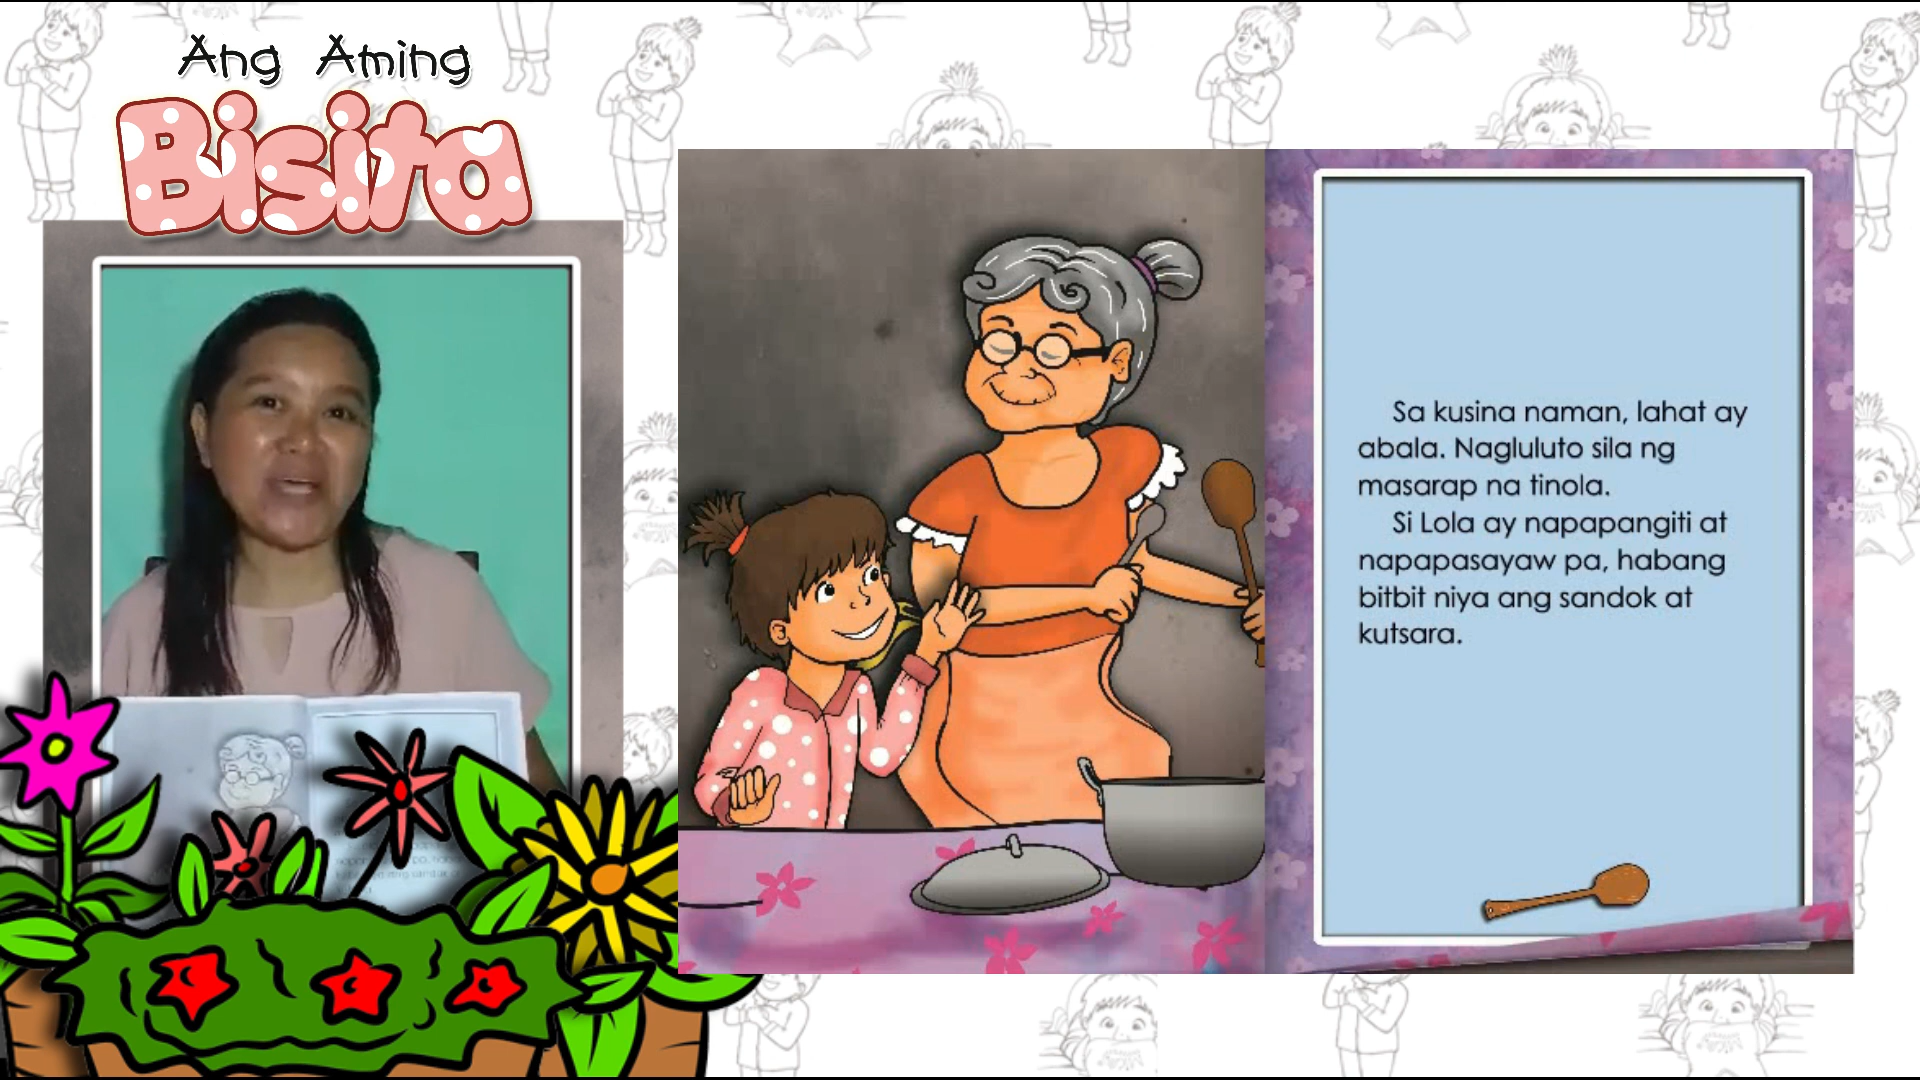 Ang Aming
Bisita
Sa kusina naman, lahat ay
abala. Nagluluto sila ng
masarap na tinola.
Si Lola ay napapangiti at
napapasayaw pa, habang
bitbit niya ang sandok at
kutsara.